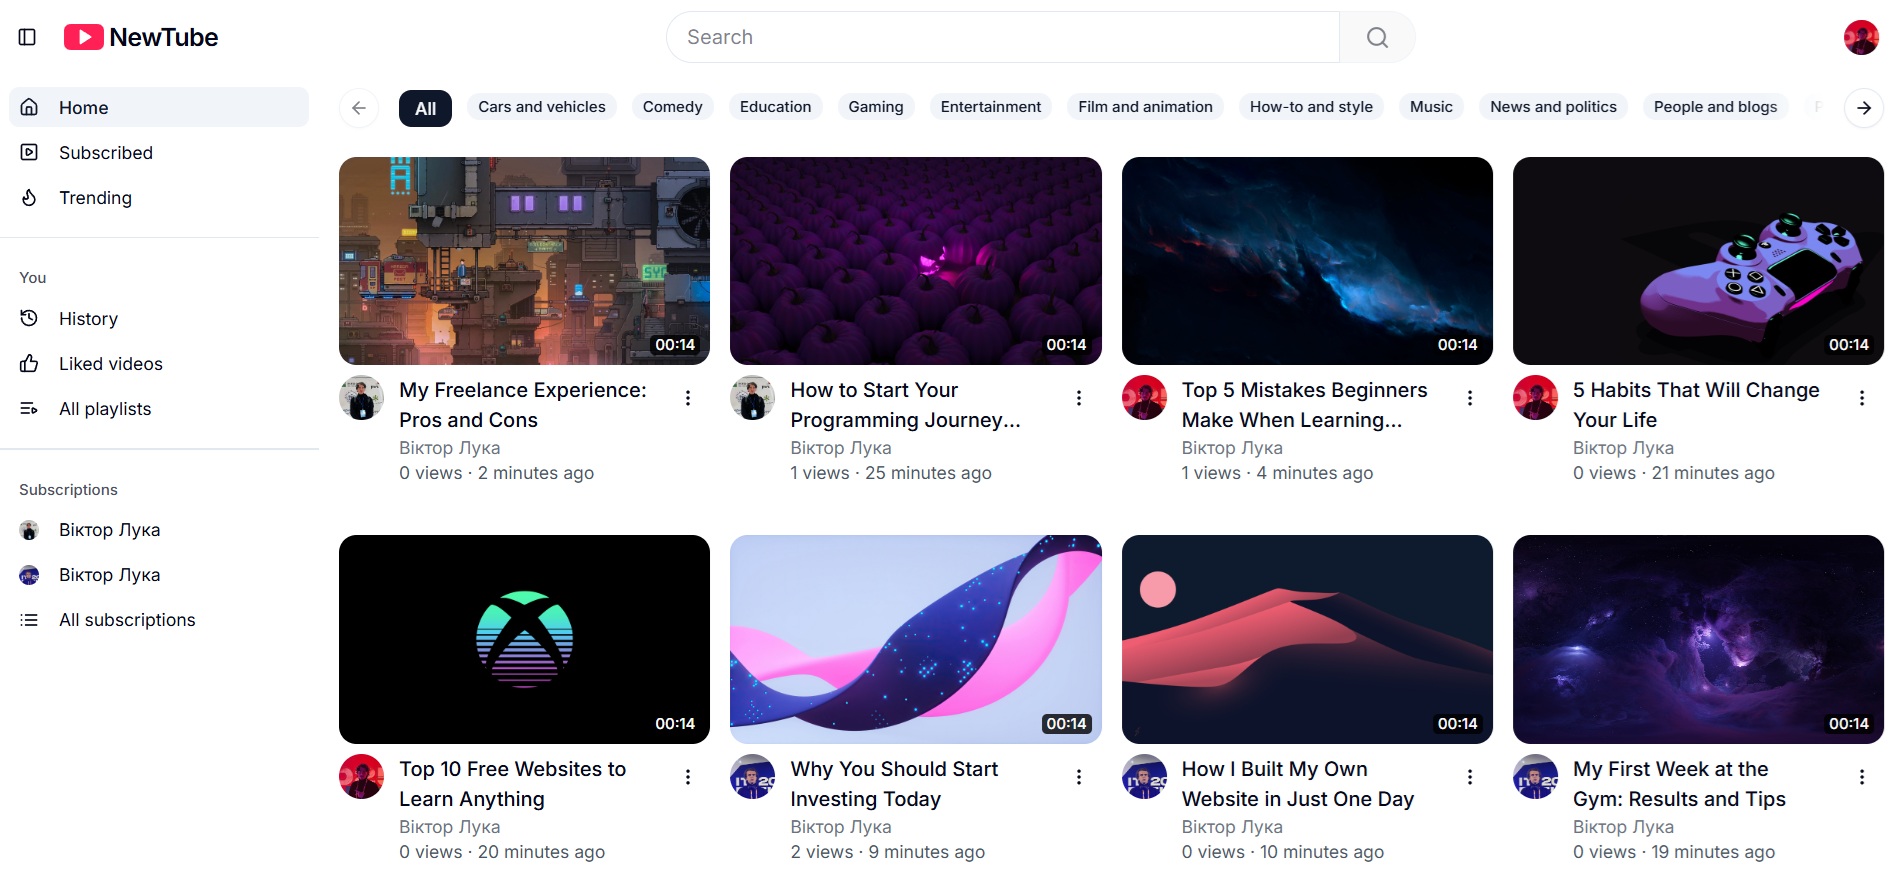 NewTube
Search
Home
Subscribed
Trending
You
History
Liked videos
All playlists
Subscriptions
Віктор Лука
Віктор Лука
All subscriptions
All
Cars and vehicles
Comedy
Education
Gaming
Entertainment
Film and animation
How-to and style
Music
News and politics
People and blogs
00:14
My Freelance Experience:
Pros and Cons
Віктор Лука
0 views · 2 minutes ago
00:14
How to Start Your
Programming Journey...
Віктор Лука
1 views · 25 minutes ago
00:14
Top 5 Mistakes Beginners
Make When Learning...
Віктор Лука
1 views · 4 minutes ago
00:14
5 Habits That Will Change
Your Life
Віктор Лука
0 views · 21 minutes ago
00:14
Top 10 Free Websites to
Learn Anything
Віктор Лука
0 views · 20 minutes ago
00:14
Why You Should Start
Investing Today
Віктор Лука
2 views · 9 minutes ago
00:14
How I Built My Own
Website in Just One Day
Віктор Лука
0 views · 10 minutes ago
00:14
My First Week at the
Gym: Results and Tips
Віктор Лука
0 views · 19 minutes ago